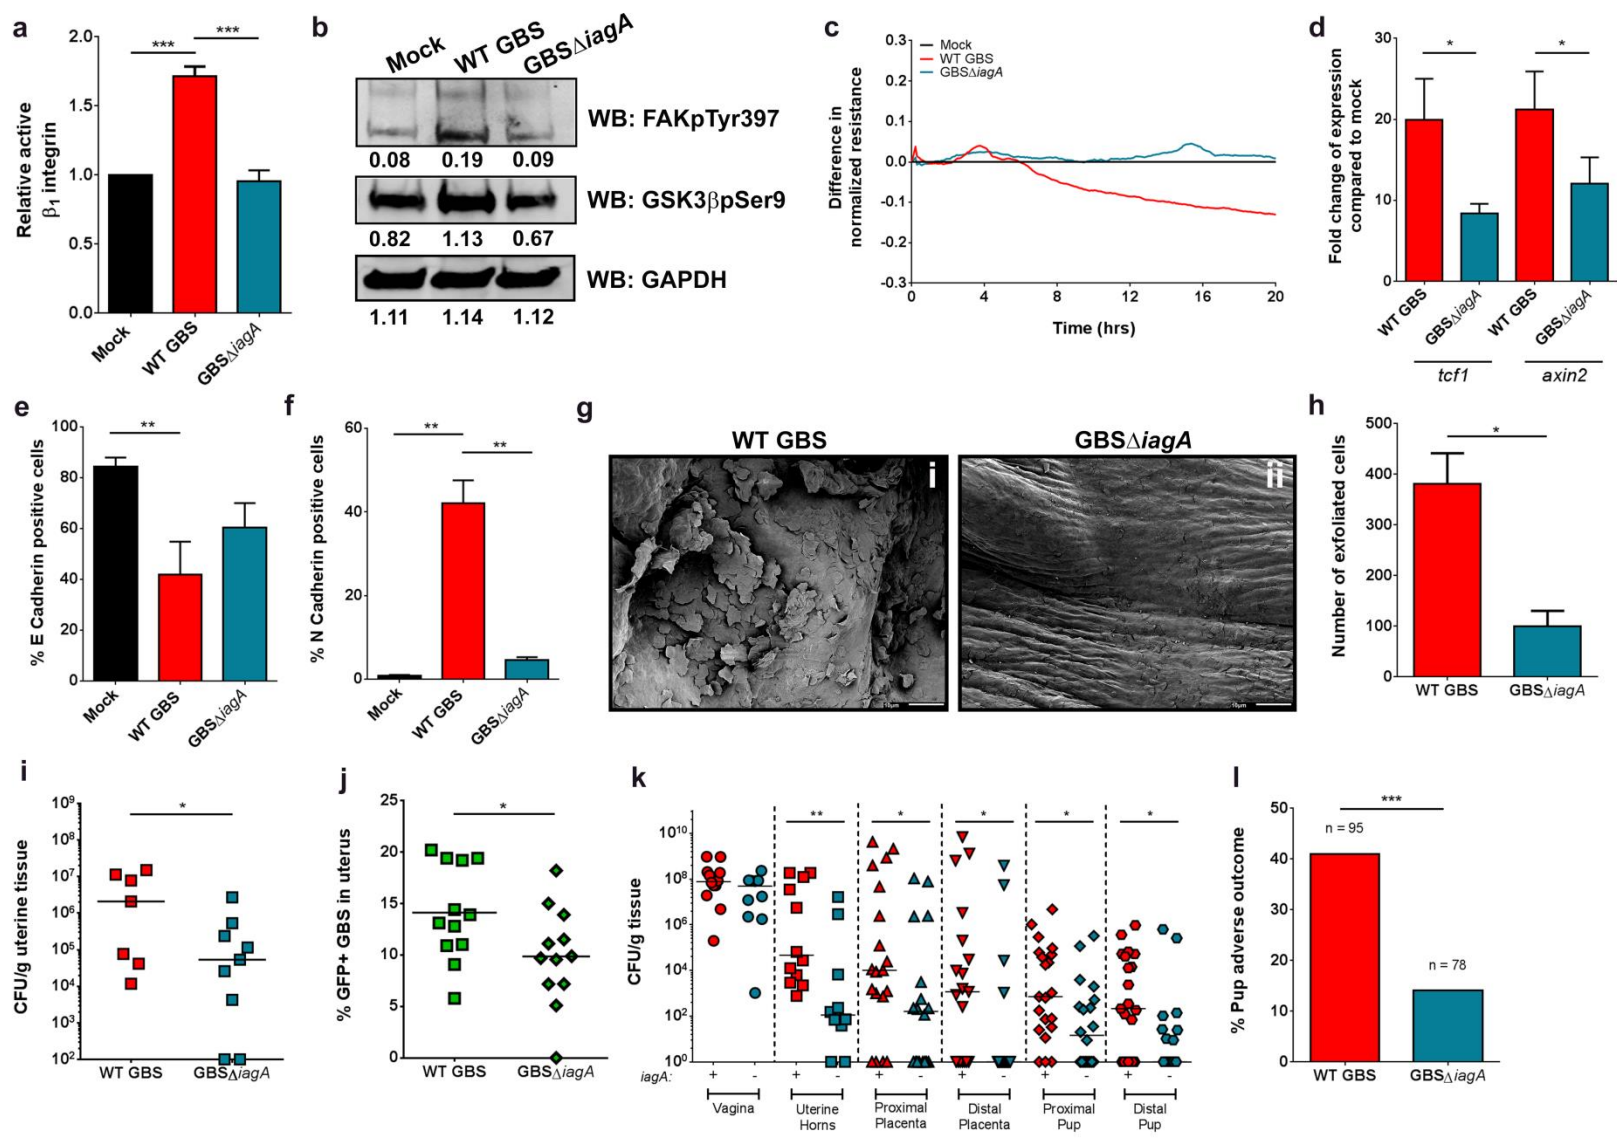 a
Relative active
β1 integrin
2.0
1.5
1.0
0.5
0.0
***
***
Mock
WT GBS
GBSΔiagA
b
Mock
WT GBS
GBSΔiagA
WB: FAKpTyr397
0.08 0.19 0.09
WB: GSK3βpSer9
0.82 1.13 0.67
WB: GAPDH
1.11 1.14 1.12
c
Difference in
normalized resistance
Mock
WT GBS
GBSΔiagA
0.3
0.2
0.1
0.0
-0.1
-0.2
-0.3
0 4 8 12 16 20
Time (hrs)
d
Fold change of expression
compared to mock
30
20
10
0
* *
WT GBS
GBSΔiagA
WT GBS
GBSΔiagA
tcf1 axin2
e
% E Cadherin positive cells
100
80
60
40
20
0
**
Mock
WT GBS
GBSΔiagA
f
% N Cadherin positive cells
60
40
20
0
**
**
Mock
WT GBS
GBSΔiagA
g
WT GBS GBSΔiagA
i ii
10µm 10µm
h
Number of exfoliated cells
500
400
300
200
100
0
*
WT GBS GBSΔiagA
i
CFU/g uterine tissue
10⁹
10⁸
10⁷
10⁶
10⁵
10⁴
10³
10²
*
WT GBS GBSΔiagA
j
% GFP+ GBS in uterus
25
20
15
10
5
0
*
WT GBS GBSΔiagA
k
CFU/g tissue
10¹⁰
10⁸
10⁶
10⁴
10²
10⁰
** * * * *
iagA: + - + - + - + - + - + -
Vagina
Uterine
Horns
Proximal
Placenta
Distal
Placenta
Proximal
Pup
Distal
Pup
l
% Pup adverse outcome
50
40
30
20
10
0
***
n = 95
n = 78
WT GBS GBSΔiagA